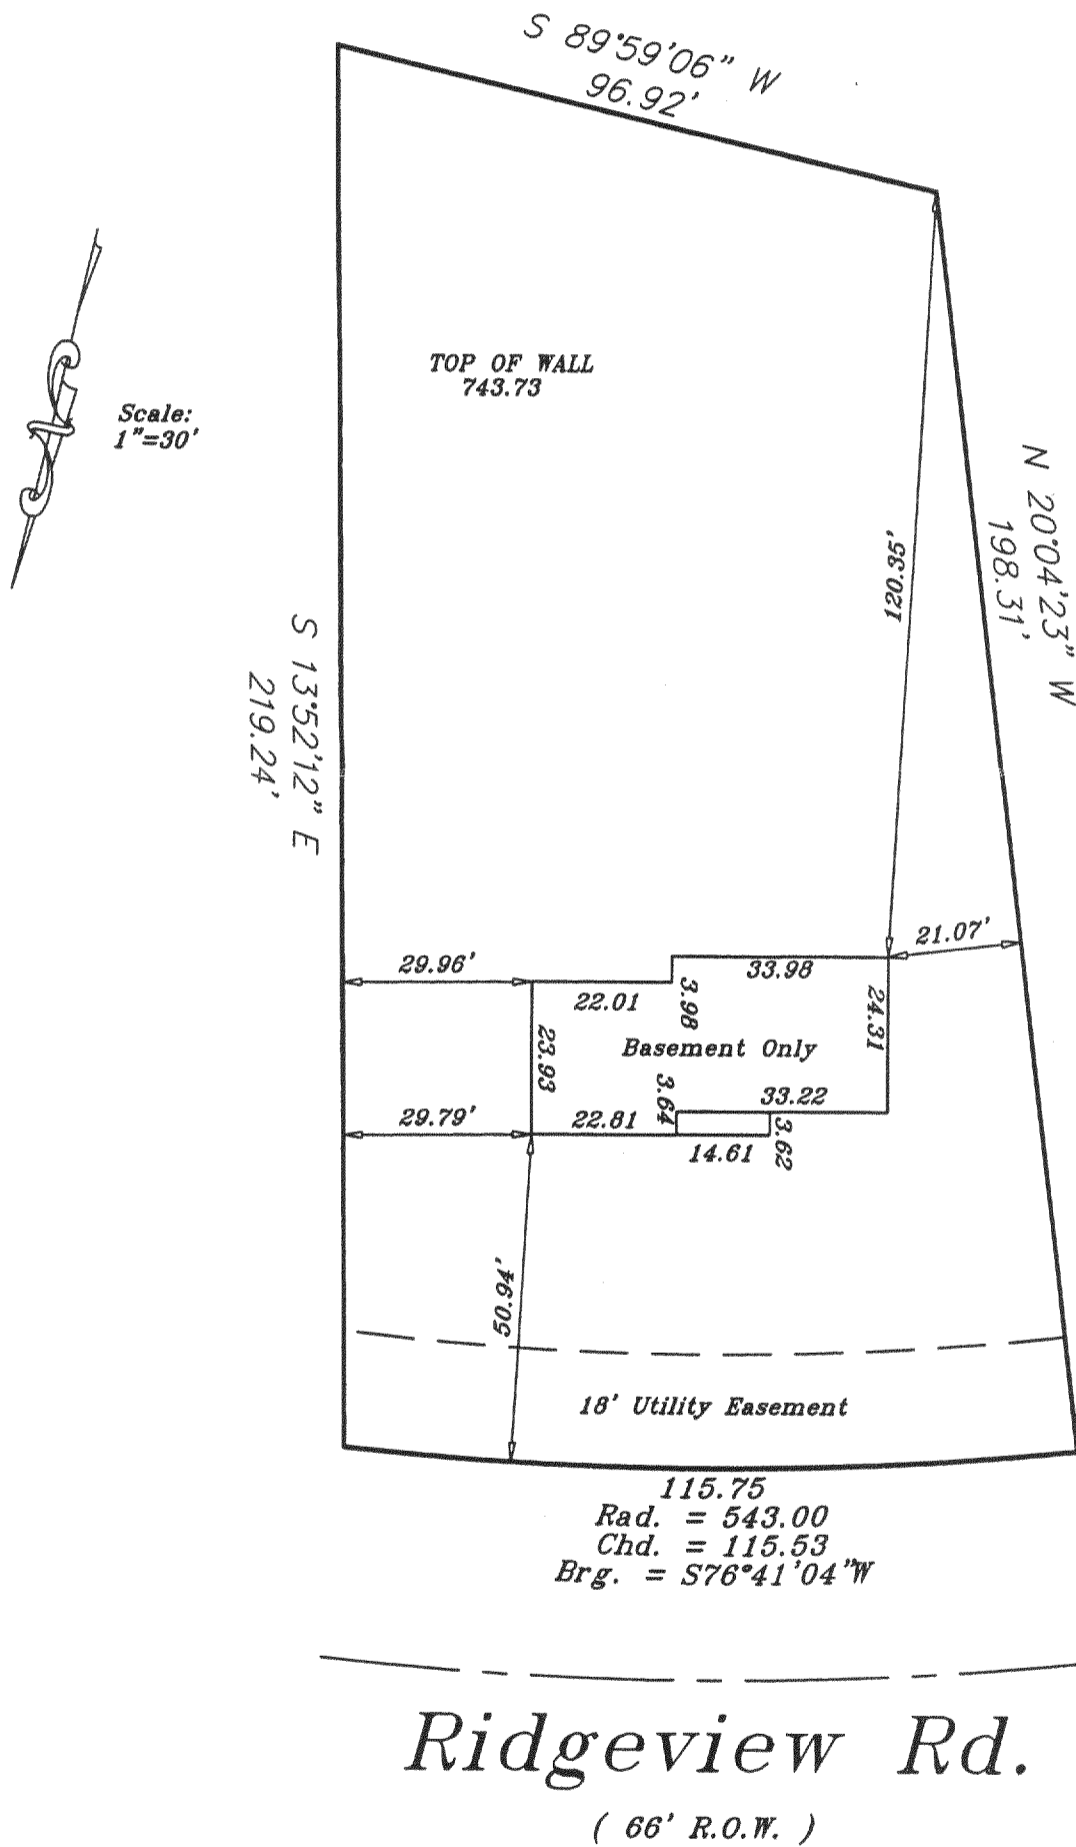 S 89°59'06" W
96.92'
TOP OF WALL
743.73
Scale:
1"=30'
N 20°04'23" W
198.31'
120.35'
S 13°52'12" E
219.24'
21.07'
29.96'
33.98
22.01
3.98
24.31
23.93
Basement Only
3.64
33.22
29.79'
22.81
3.62
14.61
50.94'
18' Utility Easement
115.75
Rad. = 543.00
Chd. = 115.53
Brg. = S76°41'04"W
Ridgeview Rd.
( 66' R.O.W. )